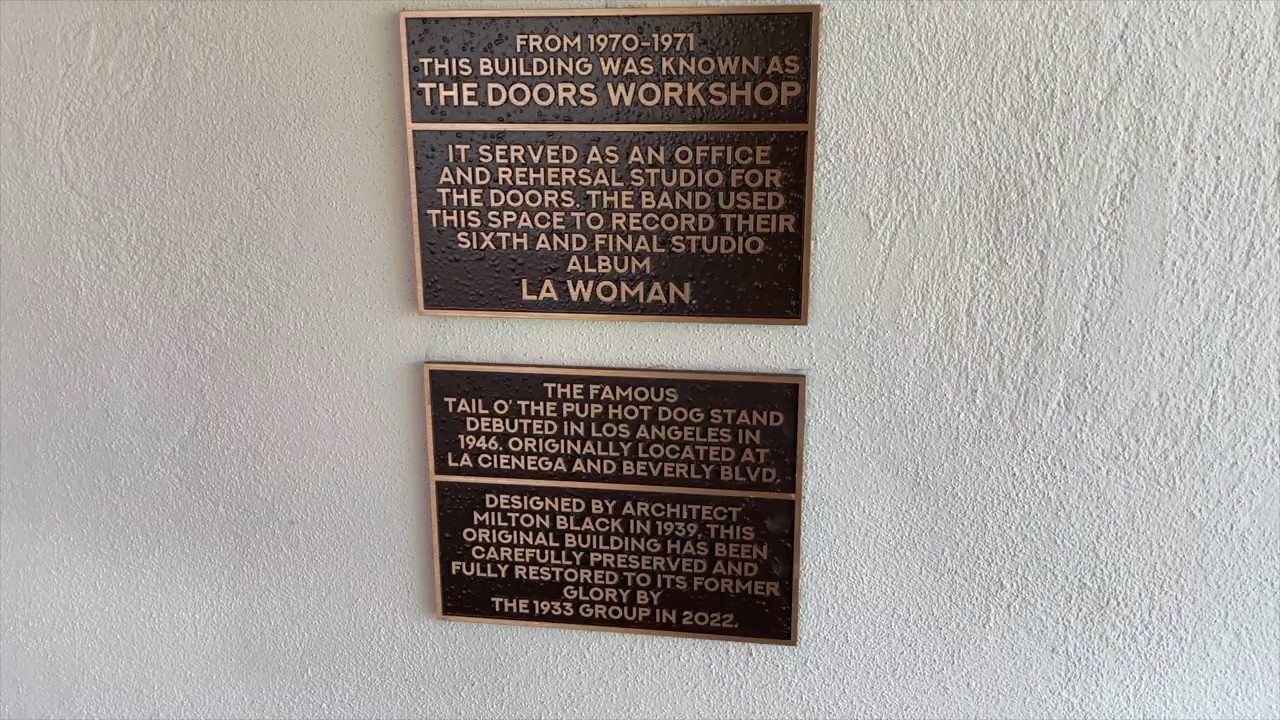 FROM 1970-1971
THIS BUILDING WAS KNOWN AS
THE DOORS WORKSHOP
IT SERVED AS AN OFFICE
AND REHERSAL STUDIO FOR
THE DOORS. THE BAND USED
THIS SPACE TO RECORD THEIR
SIXTH AND FINAL STUDIO
ALBUM
LA WOMAN.
THE FAMOUS
TAIL O' THE PUP HOT DOG STAND
DEBUTED IN LOS ANGELES IN
1946. ORIGINALLY LOCATED AT
LA CIENEGA AND BEVERLY BLVD.
DESIGNED BY ARCHITECT
MILTON BLACK IN 1939, THIS
ORIGINAL BUILDING HAS BEEN
CAREFULLY PRESERVED AND
FULLY RESTORED TO ITS FORMER
GLORY BY
THE 1933 GROUP IN 2022.